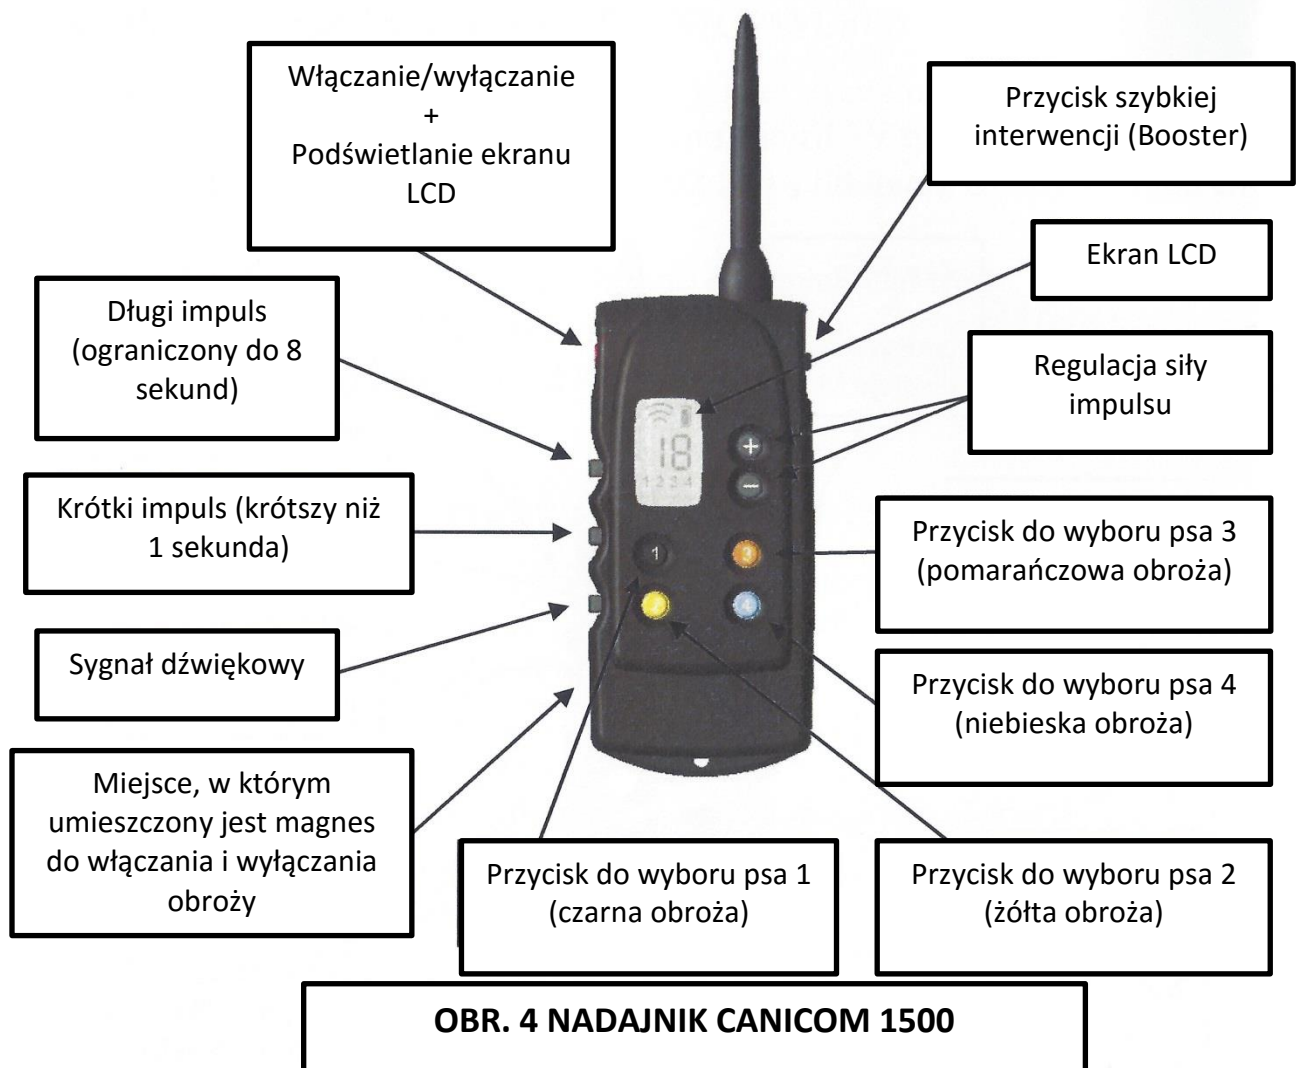 Włączanie/wyłączanie
+
Podświetlanie ekranu
LCD
Przycisk szybkiej
interwencji (Booster)
Ekran LCD
Długi impuls
(ograniczony do 8
sekund)
Regulacja siły
impulsu
18
1 2 3 4
+
−
Krótki impuls (krótszy niż
1 sekunda)
1
3
2
4
Przycisk do wyboru psa 3
(pomarańczowa obroża)
Sygnał dźwiękowy
Przycisk do wyboru psa 4
(niebieska obroża)
Miejsce, w którym
umieszczony jest magnes
do włączania i wyłączania
obroży
Przycisk do wyboru psa 1
(czarna obroża)
Przycisk do wyboru psa 2
(żółta obroża)
OBR. 4 NADAJNIK CANICOM 1500